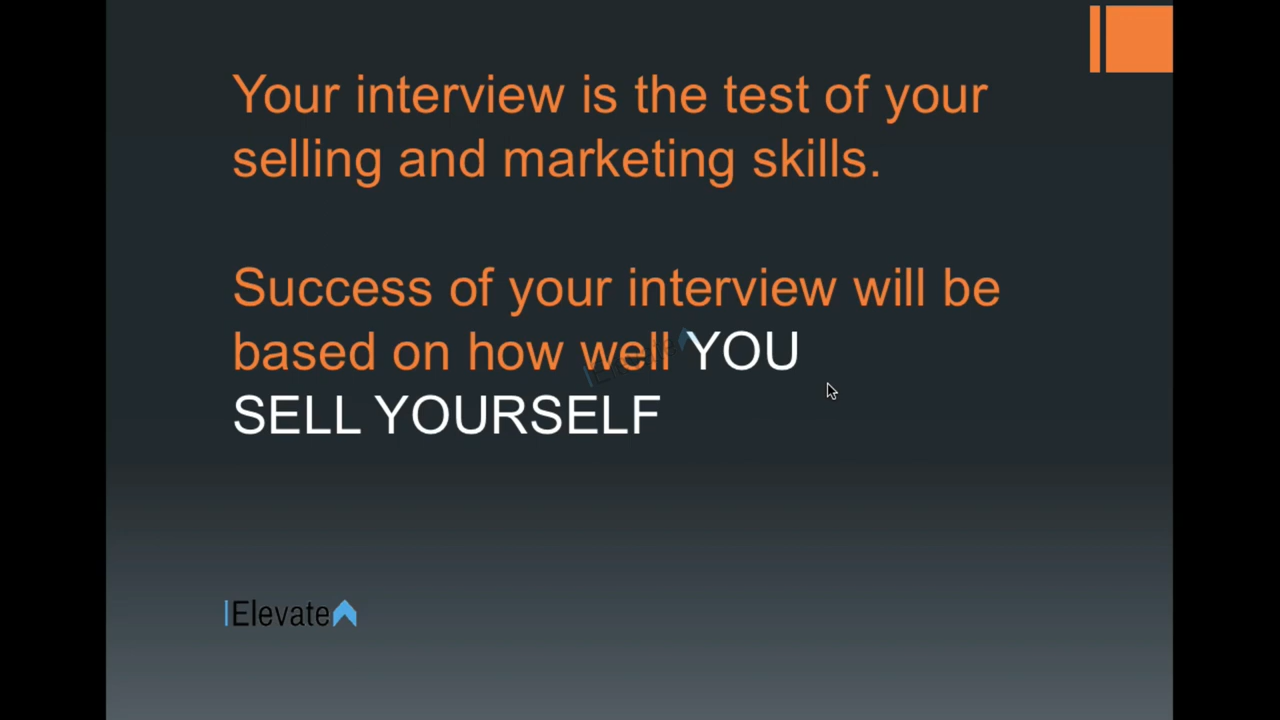 Your interview is the test of your
selling and marketing skills.
Success of your interview will be
based on how well YOU
SELL YOURSELF
Elevate
Elevate